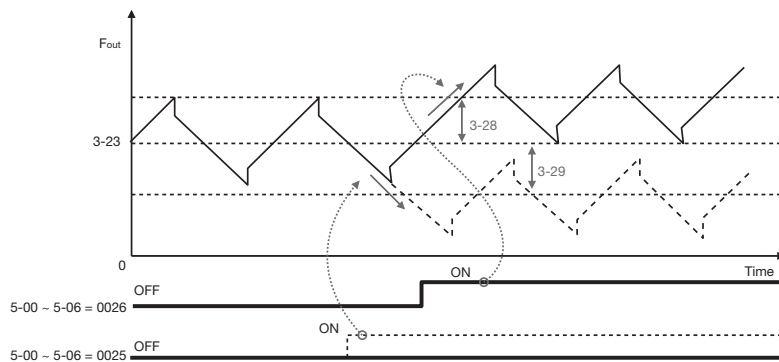 Fout
3-28
3-23
3-29
0
Time
ON
OFF
5-00 ~ 5-06 = 0026
ON
OFF
5-00 ~ 5-06 = 0025